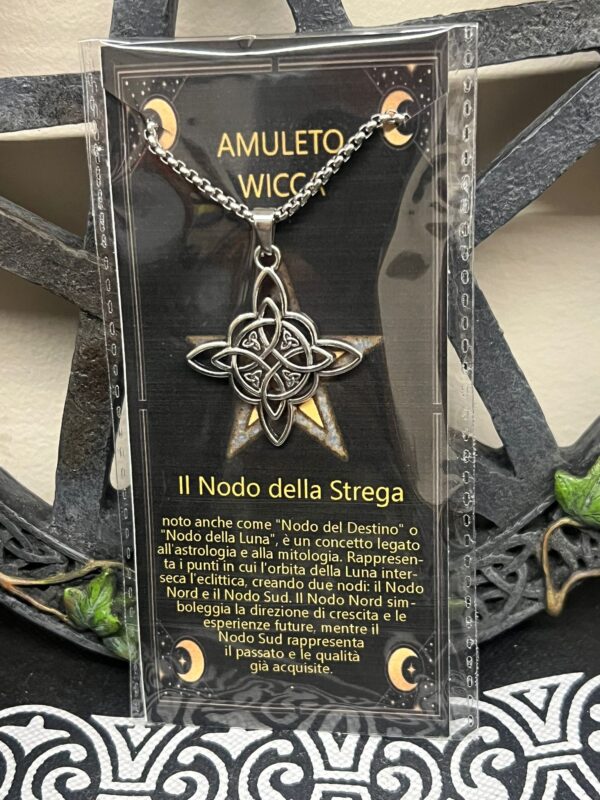 AMULETO
WICCA
Il Nodo della Strega
noto anche come "Nodo del Destino" o
"Nodo della Luna", è un concetto legato
all'astrologia e alla mitologia. Rappresen-
ta i punti in cui l'orbita della Luna inter-
seca l'eclittica, creando due nodi: il Nodo
Nord e il Nodo Sud. Il Nodo Nord sim-
boleggia la direzione di crescita e le
esperienze future, mentre il
Nodo Sud rappresenta
il passato e le qualità
già acquisite.